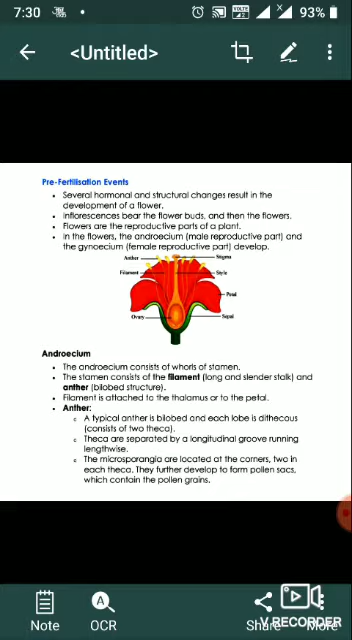 7:30 93%
<Untitled>
Pre-Fertilisation Events
• Several hormonal and structural changes result in the
development of a flower.
• Inflorescences bear the flower buds, and then the flowers.
• Flowers are the reproductive parts of a plant.
• In the flowers, the androecium (male reproductive part) and
the gynoecium (female reproductive part) develop.
Anther Stigma
Filament Style
Petal
Ovary Sepal
Androecium
• The androecium consists of whorls of stamen.
• The stamen consists of the filament (long and slender stalk) and
anther (bilobed structure).
• Filament is attached to the thalamus or to the petal.
• Anther:
c A typical anther is bilobed and each lobe is dithecous
(consists of two theca).
c Theca are separated by a longitudinal groove running
lengthwise.
c The microsporangia are located at the corners, two in
each theca. They further develop to form pollen sacs,
which contain the pollen grains.
Note OCR Share More
V.RECORDER